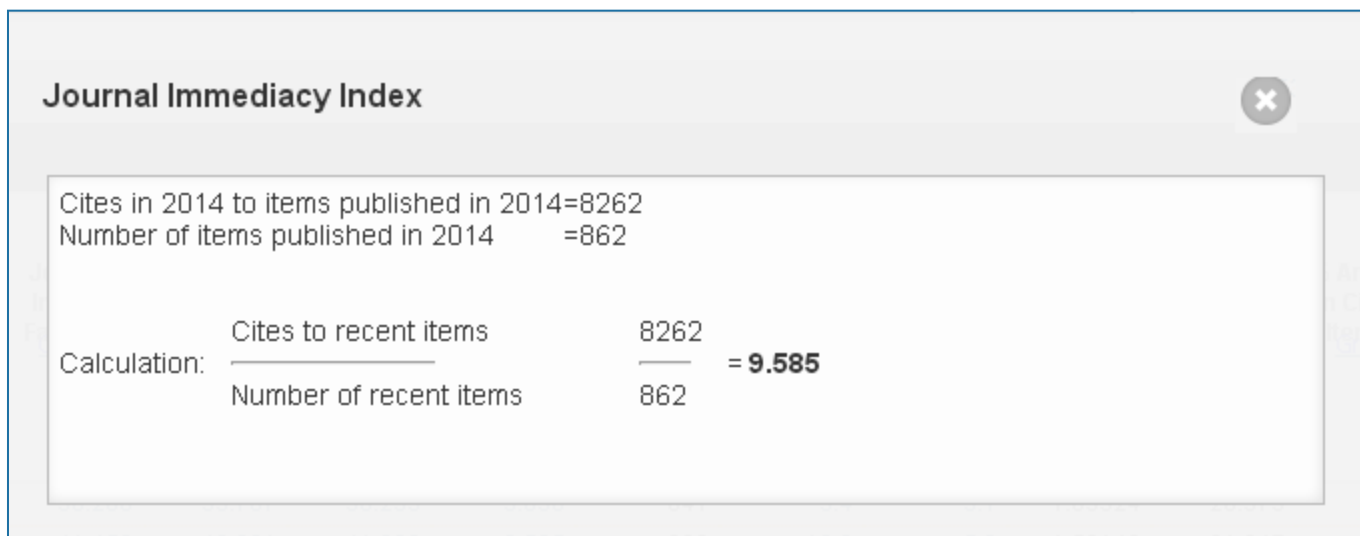 Journal Immediacy Index
Cites in 2014 to items published in 2014=8262
Number of items published in 2014 =862
Cites to recent items 8262
Calculation: = 9.585
Number of recent items 862